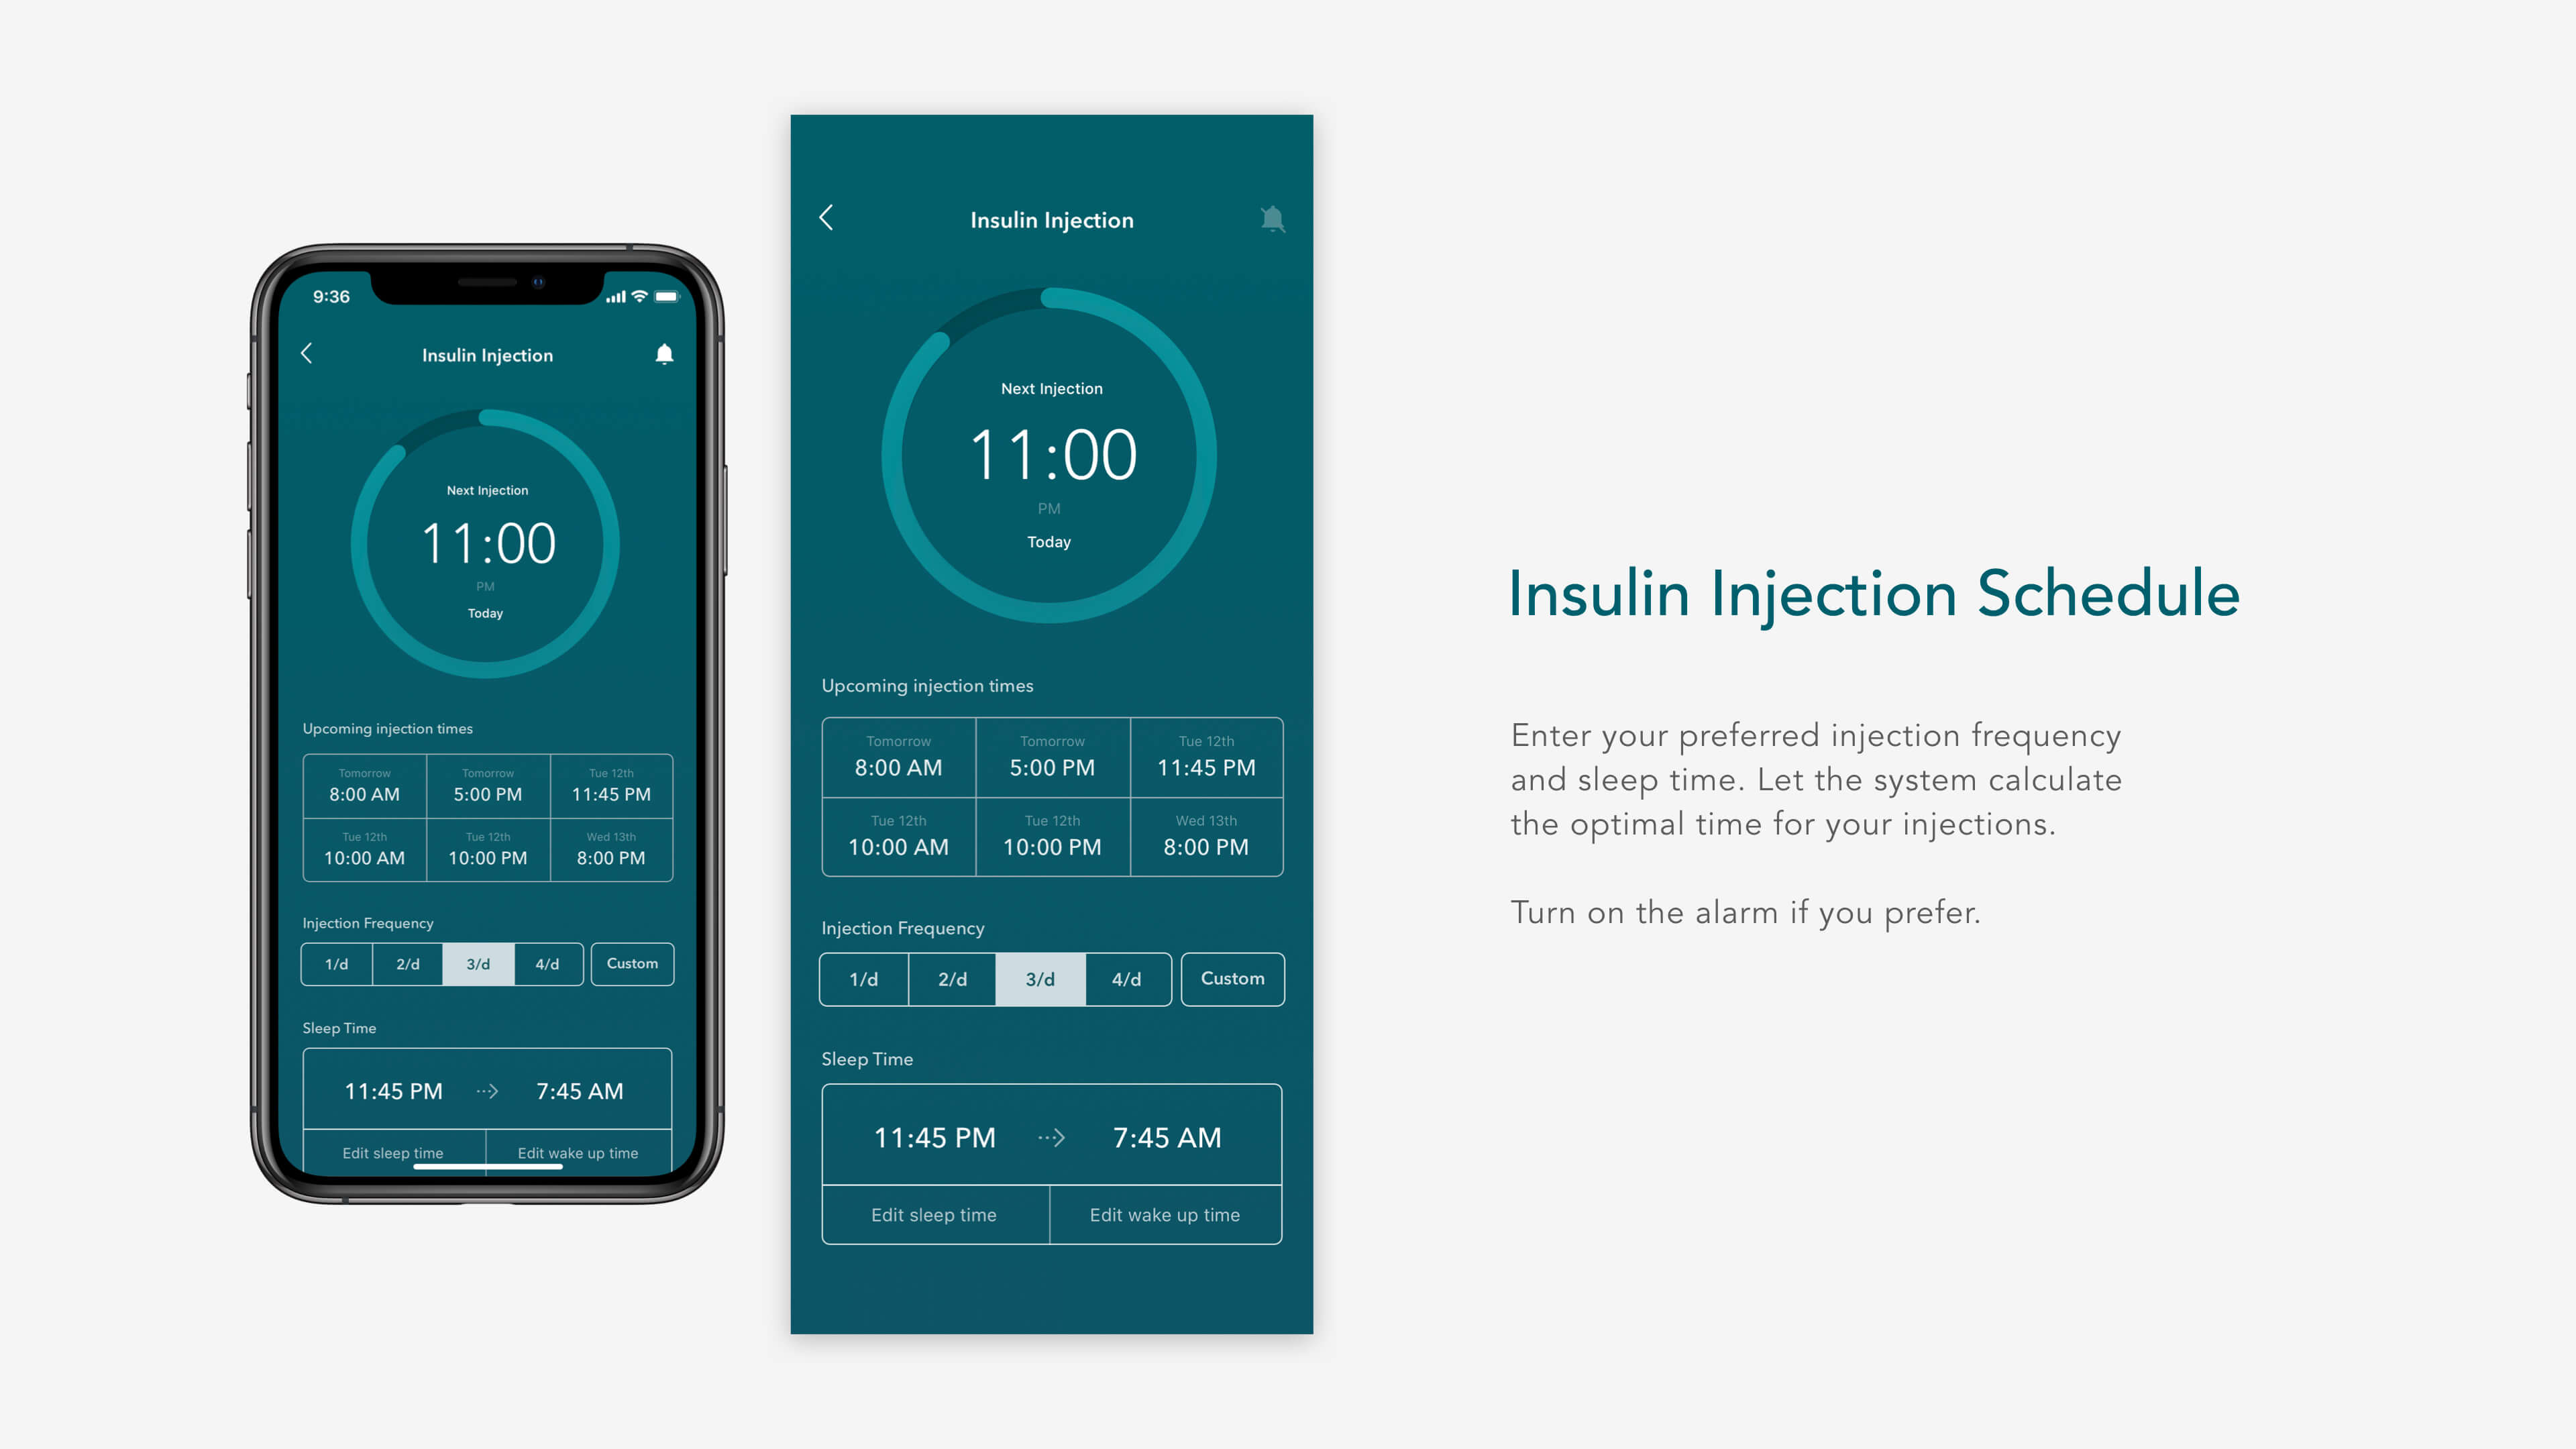 9:36
Insulin Injection
Next Injection
11:00
PM
Today
Upcoming injection times
Tomorrow Tomorrow Tue 12th
8:00 AM 5:00 PM 11:45 PM
Tue 12th Tue 12th Wed 13th
10:00 AM 10:00 PM 8:00 PM
Injection Frequency
1/d 2/d 3/d 4/d Custom
Sleep Time
11:45 PM 7:45 AM
Edit sleep time Edit wake up time
Insulin Injection
Next Injection
11:00
PM
Today
Upcoming injection times
Tomorrow Tomorrow Tue 12th
8:00 AM 5:00 PM 11:45 PM
Tue 12th Tue 12th Wed 13th
10:00 AM 10:00 PM 8:00 PM
Injection Frequency
1/d 2/d 3/d 4/d Custom
Sleep Time
11:45 PM 7:45 AM
Edit sleep time Edit wake up time
Insulin Injection Schedule
Enter your preferred injection frequency
and sleep time. Let the system calculate
the optimal time for your injections.
Turn on the alarm if you prefer.